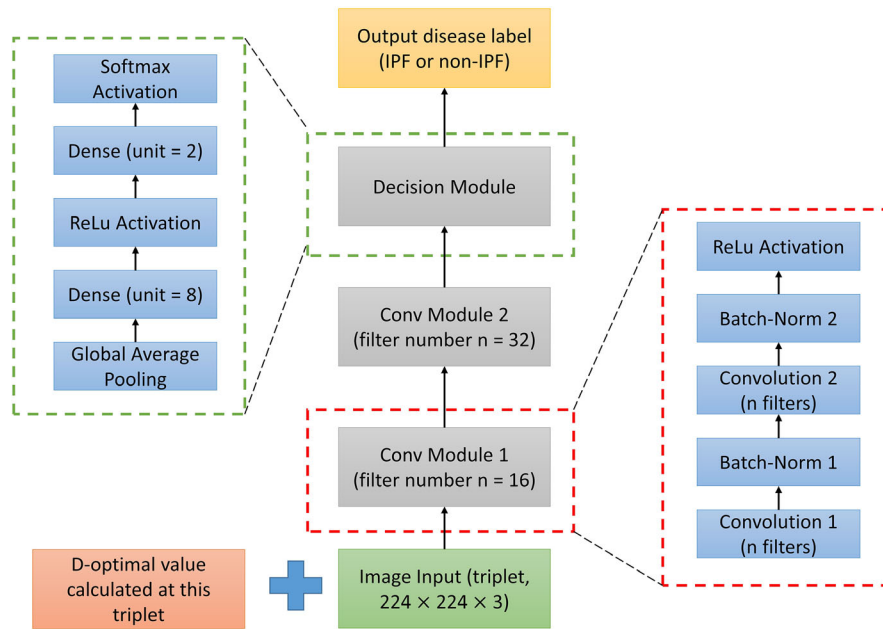 Output disease label
(IPF or non-IPF)
Softmax
Activation
Dense (unit = 2)
ReLu Activation
Dense (unit = 8)
Global Average
Pooling
Decision Module
Conv Module 2
(filter number n = 32)
Conv Module 1
(filter number n = 16)
ReLu Activation
Batch-Norm 2
Convolution 2
(n filters)
Batch-Norm 1
Convolution 1
(n filters)
D-optimal value
calculated at this
triplet
Image Input (triplet,
224 × 224 × 3)